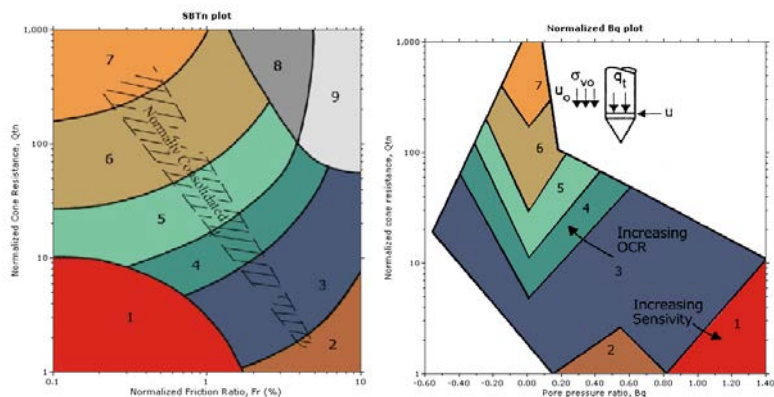 SBTn plot
Normalized Cone Resistance, Qtn
1,000
100
10
1
0.1
1
10
Normalized Friction Ratio, Fr (%)
7
8
9
6
Normally Consolidated
5
4
3
1
2
Normalized Bq plot
Normalized cone resistance, Qtn
1,000
100
10
1
-0.60
-0.40
-0.20
0.00
0.20
0.40
0.60
0.80
1.00
1.20
1.40
Pore pressure ratio, Bq
uo
σvo
qt
u
7
6
5
4
Increasing
OCR
3
Increasing
Sensivity
1
2